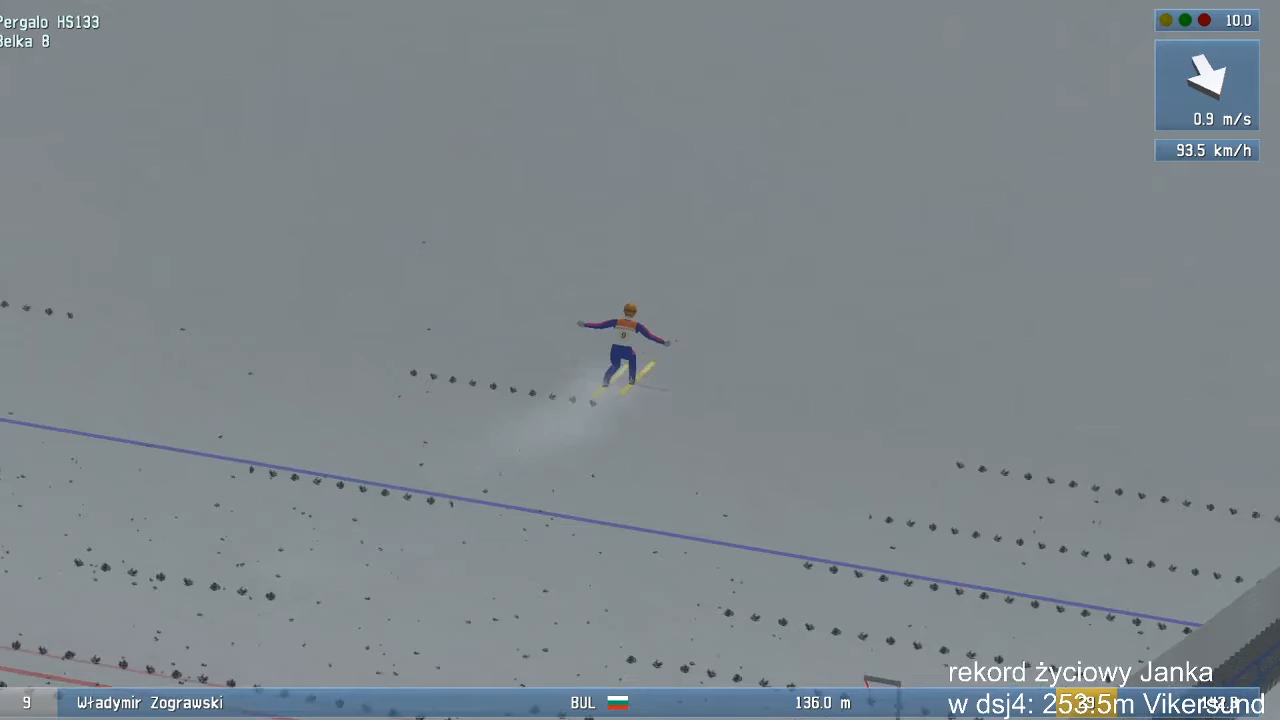 Pergalo HS133
Belka 8
10.0
0.9 m/s
93.5 km/h
9
rekord życiowy Janka
w dsj4: 253.5m Vikersund
9 Władymir Zograwski BUL 136.0 m